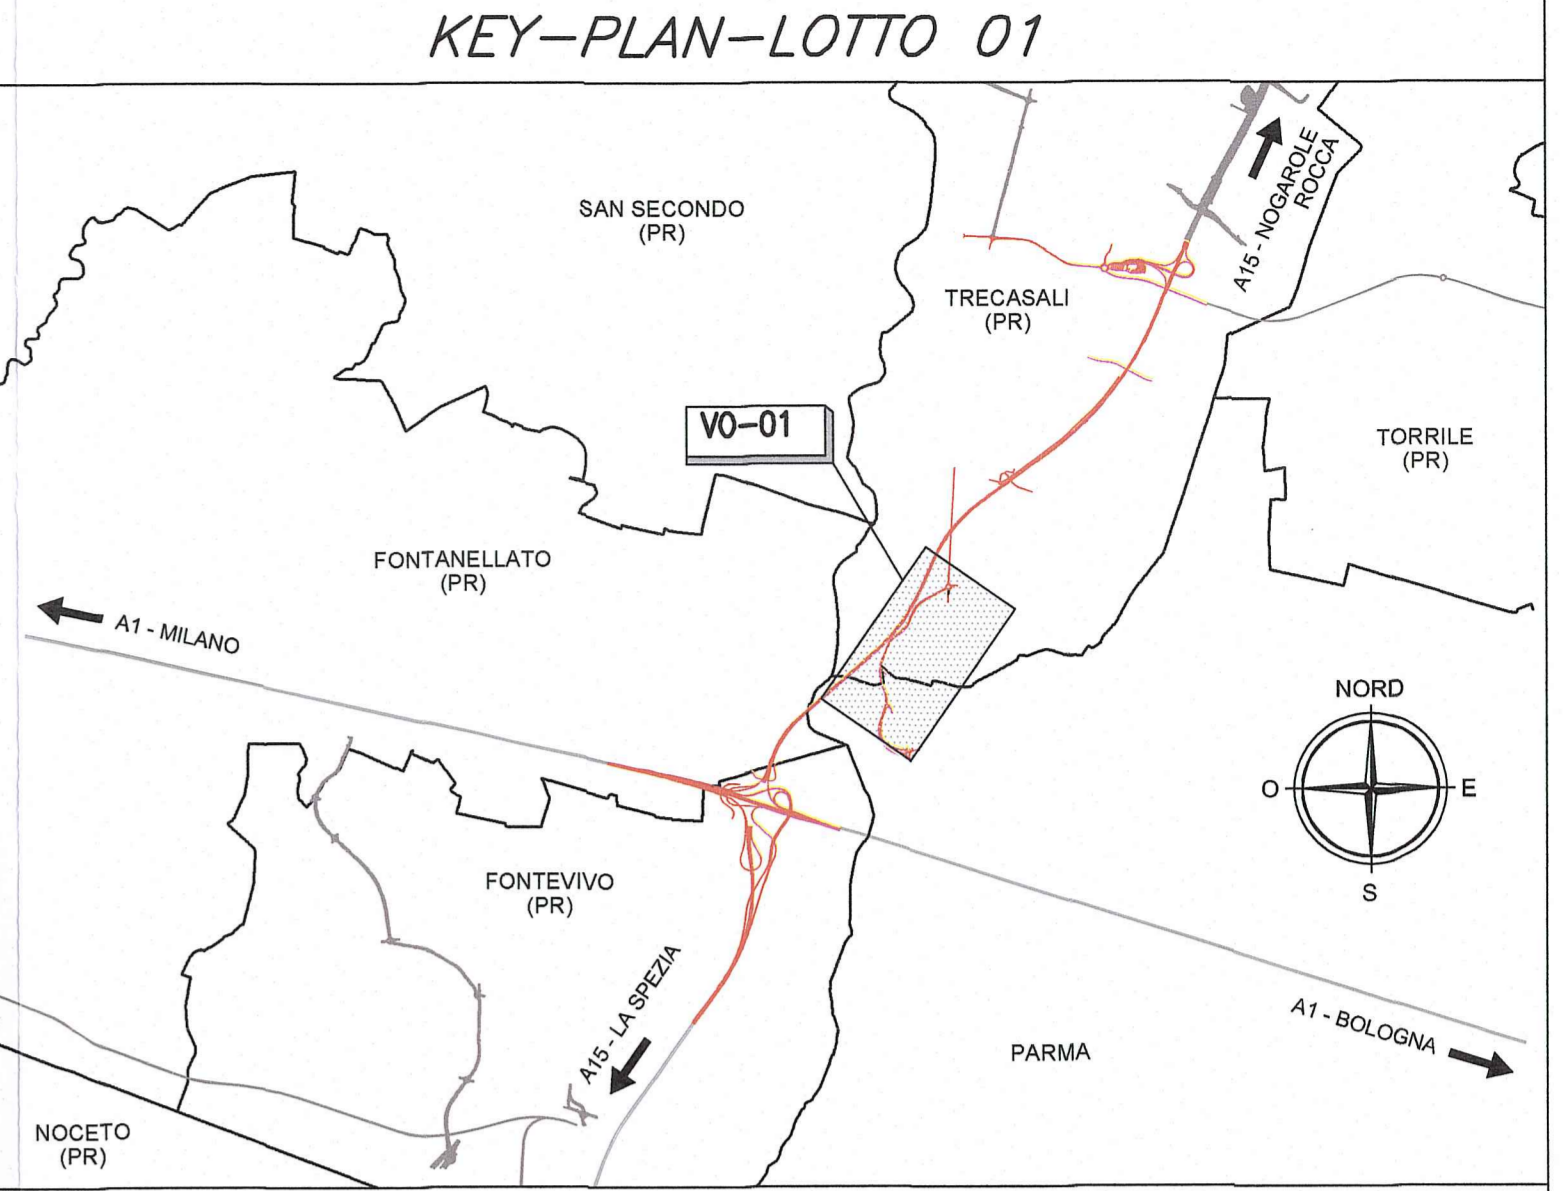 KEY-PLAN-LOTTO 01
SAN SECONDO
(PR)
A15 - NOGAROLE
ROCCA
TRECASALI
(PR)
V0-01
TORRILE
(PR)
FONTANELLATO
(PR)
A1 - MILANO
NORD
O
E
S
FONTEVIVO
(PR)
A15 - LA SPEZIA
A1 - BOLOGNA
PARMA
NOCETO
(PR)